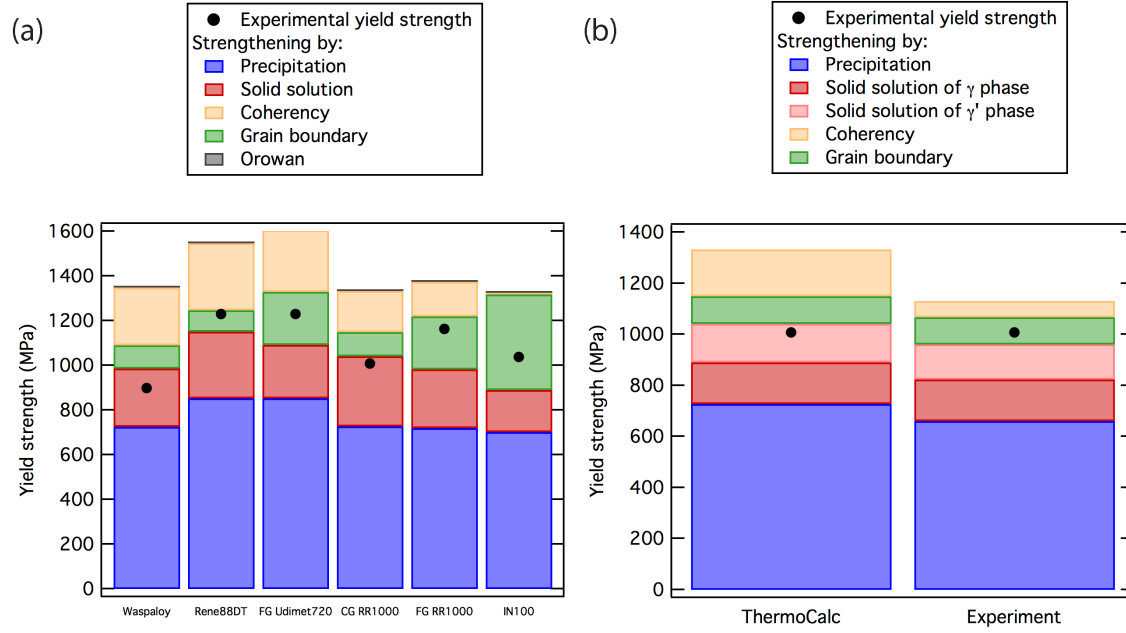 (a)
Experimental yield strength
Strengthening by:
Precipitation
Solid solution
Coherency
Grain boundary
Orowan
Yield strength (MPa)
1600
1400
1200
1000
800
600
400
200
0
Waspaloy
Rene88DT
FG Udimet720
CG RR1000
FG RR1000
IN100
(b)
Experimental yield strength
Strengthening by:
Precipitation
Solid solution of γ phase
Solid solution of γ' phase
Coherency
Grain boundary
Yield strength (MPa)
1400
1200
1000
800
600
400
200
0
ThermoCalc
Experiment